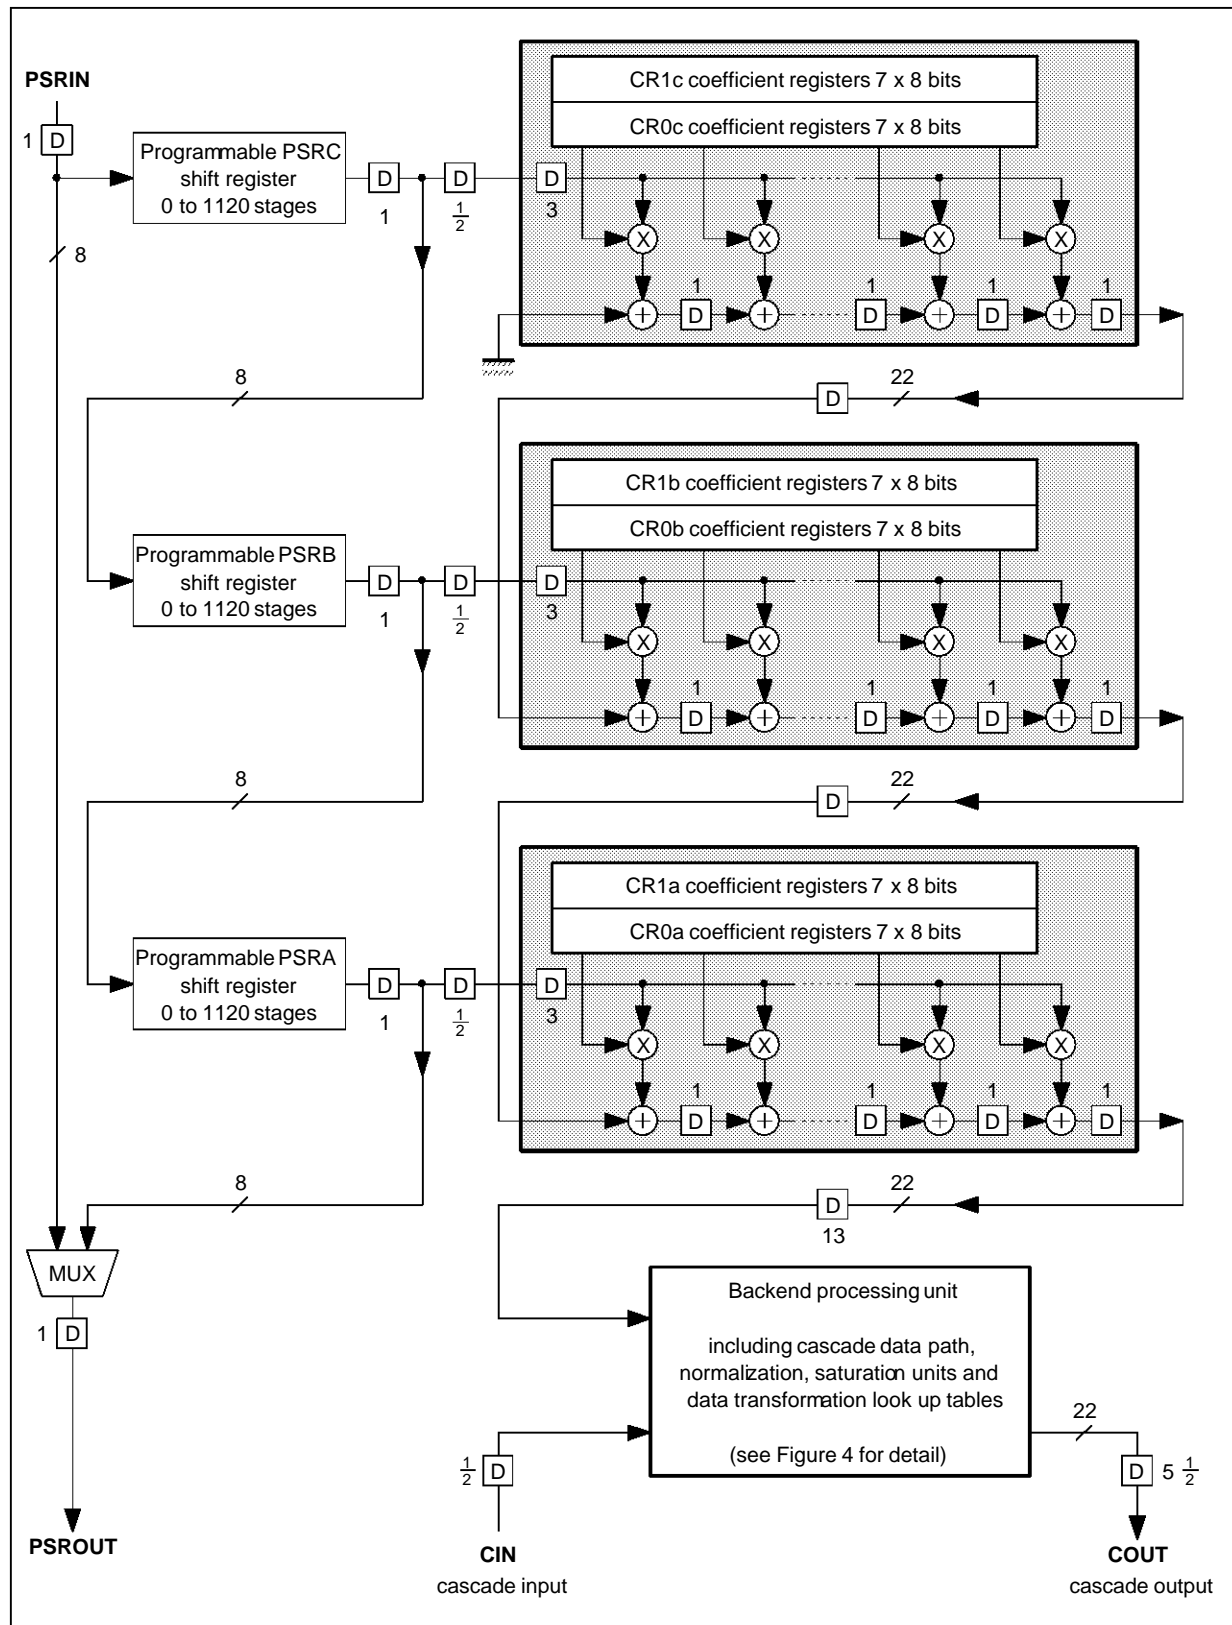 PSRIN
1 D
8
Programmable PSRC
shift register
0 to 1120 stages
D
1
D
1/2
CR1c coefficient registers 7 x 8 bits
CR0c coefficient registers 7 x 8 bits
D
3
X X X X
1 1 1 1
+ D + D + D + D
8
D
22
Programmable PSRB
shift register
0 to 1120 stages
D
1
D
1/2
CR1b coefficient registers 7 x 8 bits
CR0b coefficient registers 7 x 8 bits
D
3
X X X X
1 1 1 1
+ D + D + D + D
8
D
22
Programmable PSRA
shift register
0 to 1120 stages
D
1
D
1/2
CR1a coefficient registers 7 x 8 bits
CR0a coefficient registers 7 x 8 bits
D
3
X X X X
1 1 1 1
+ D + D + D + D
8
D
13
22
MUX
1 D
PSROUT
Backend processing unit
including cascade data path,
normalization, saturation units and
data transformation look up tables
(see Figure 4 for detail)
1/2 D
CIN
cascade input
22
D 5 1/2
COUT
cascade output